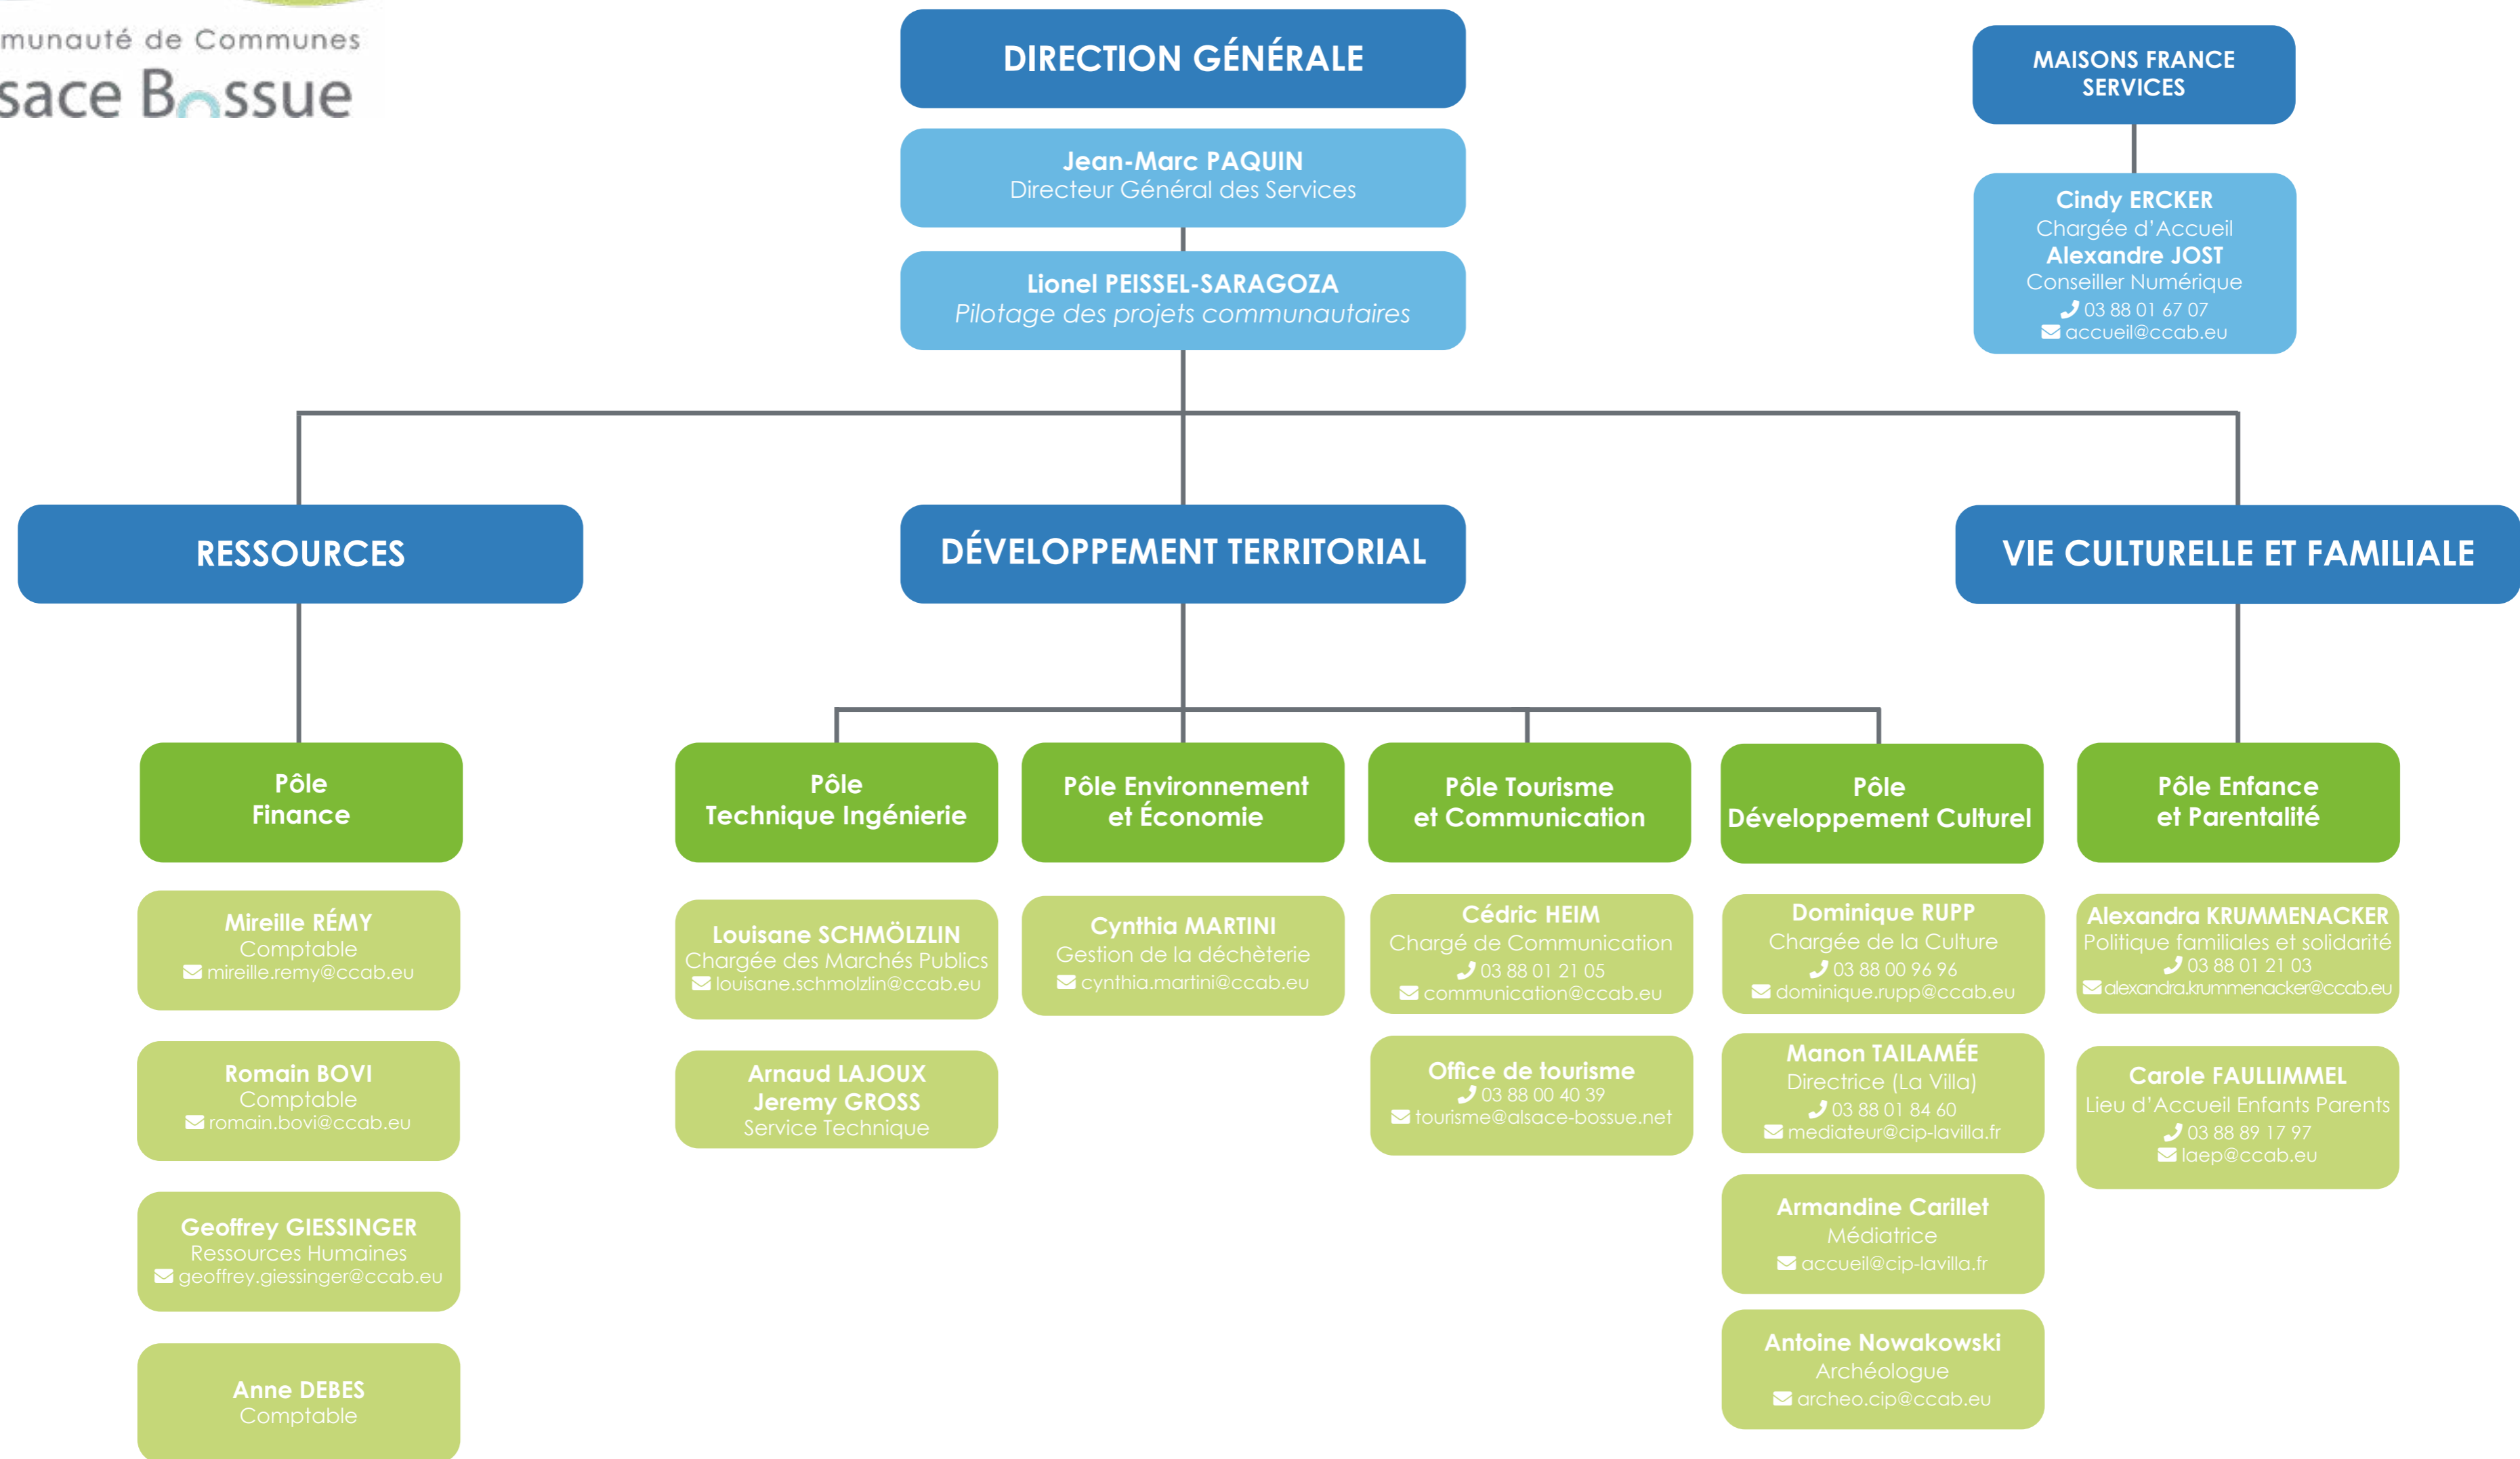 munauté de Communes
sace Bossue
DIRECTION GÉNÉRALE
Jean-Marc PAQUIN
Directeur Général des Services
Lionel PEISSEL-SARAGOZA
Pilotage des projets communautaires
MAISONS FRANCE
SERVICES
Cindy ERCKER
Chargée d'Accueil
Alexandre JOST
Conseiller Numérique
03 88 01 67 07
accueil@ccab.eu
RESSOURCES
DÉVELOPPEMENT TERRITORIAL
VIE CULTURELLE ET FAMILIALE
Pôle
Finance
Mireille RÉMY
Comptable
mireille.remy@ccab.eu
Romain BOVI
Comptable
romain.bovi@ccab.eu
Geoffrey GIESSINGER
Ressources Humaines
geoffrey.giessinger@ccab.eu
Anne DEBES
Comptable
Pôle
Technique Ingénierie
Louisane SCHMÖLZLIN
Chargée des Marchés Publics
louisane.schmolzlin@ccab.eu
Arnaud LAJOUX
Jeremy GROSS
Service Technique
Pôle Environnement
et Économie
Cynthia MARTINI
Gestion de la déchèterie
cynthia.martini@ccab.eu
Pôle Tourisme
et Communication
Cédric HEIM
Chargé de Communication
03 88 01 21 05
communication@ccab.eu
Office de tourisme
03 88 00 40 39
tourisme@alsace-bossue.net
Pôle
Développement Culturel
Dominique RUPP
Chargée de la Culture
03 88 00 96 96
dominique.rupp@ccab.eu
Manon TAILAMÉE
Directrice (La Villa)
03 88 01 84 60
mediateur@cip-lavilla.fr
Armandine Carillet
Médiatrice
accueil@cip-lavilla.fr
Antoine Nowakowski
Archéologue
archeo.cip@ccab.eu
Pôle Enfance
et Parentalité
Alexandra KRUMMENACKER
Politique familiales et solidarité
03 88 01 21 03
alexandra.krummenacker@ccab.eu
Carole FAULLIMMEL
Lieu d'Accueil Enfants Parents
03 88 89 17 97
laep@ccab.eu